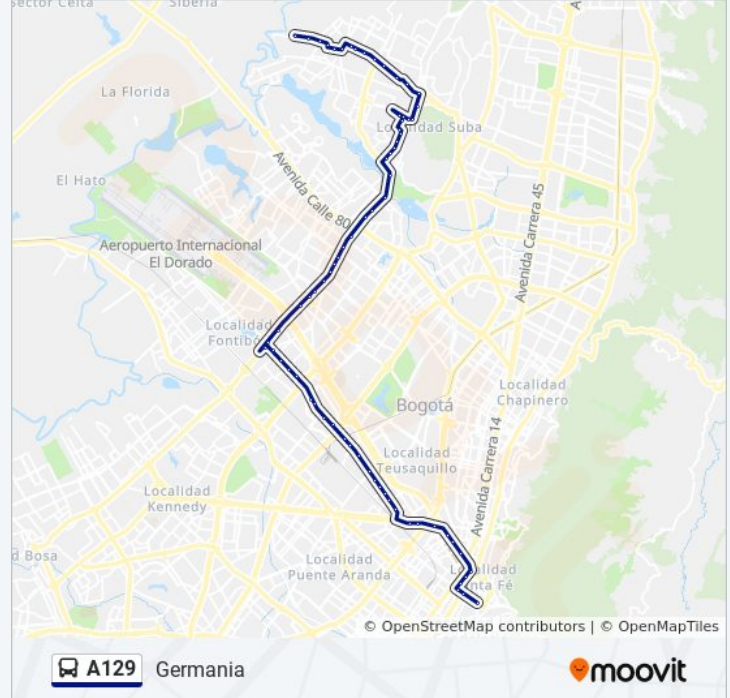 Sector Celta
Siberia
La Florida
Localidad Suba
El Hato
Avenida Calle 80
Avenida Carrera 45
Aeropuerto Internacional
El Dorado
Localidad
Fontibó
Localidad
Chapinero
Bogotá
Avenida Carrera 14
Localidad
Teusaquillo
Localidad
Kennedy
d Bosa
Localidad
Puente Aranda
Localidad
nta Fé
© OpenStreetMap contributors | © OpenMapTiles
A129 Germania
moovit